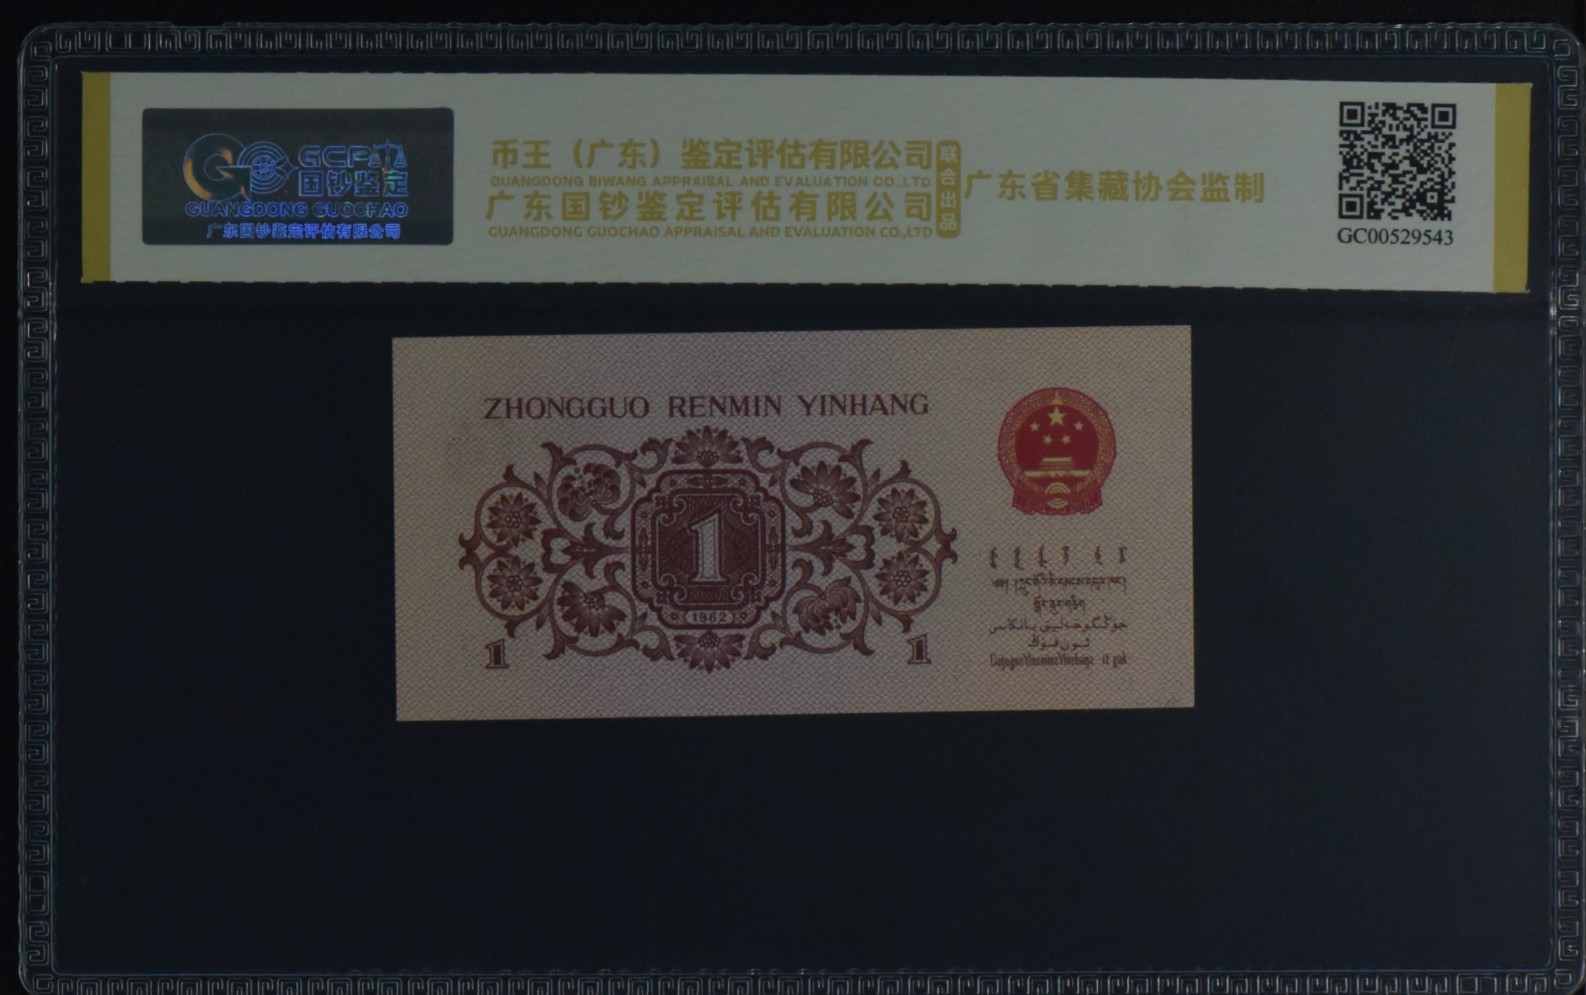 GCP
国钞鉴定
GUANGDONG GUOCHAO
广东国钞鉴定评估有限公司
币王（广东）鉴定评估有限公司
GUANGDONG BIWANG APPRAISAL AND EVALUATION CO.,LTD
广东国钞鉴定评估有限公司
GUANGDONG GUOCHAO APPRAISAL AND EVALUATION CO.,LTD
联合出品
广东省集藏协会监制
GC00529543
ZHONGGUO RENMIN YINHANG
1
1962
1
1